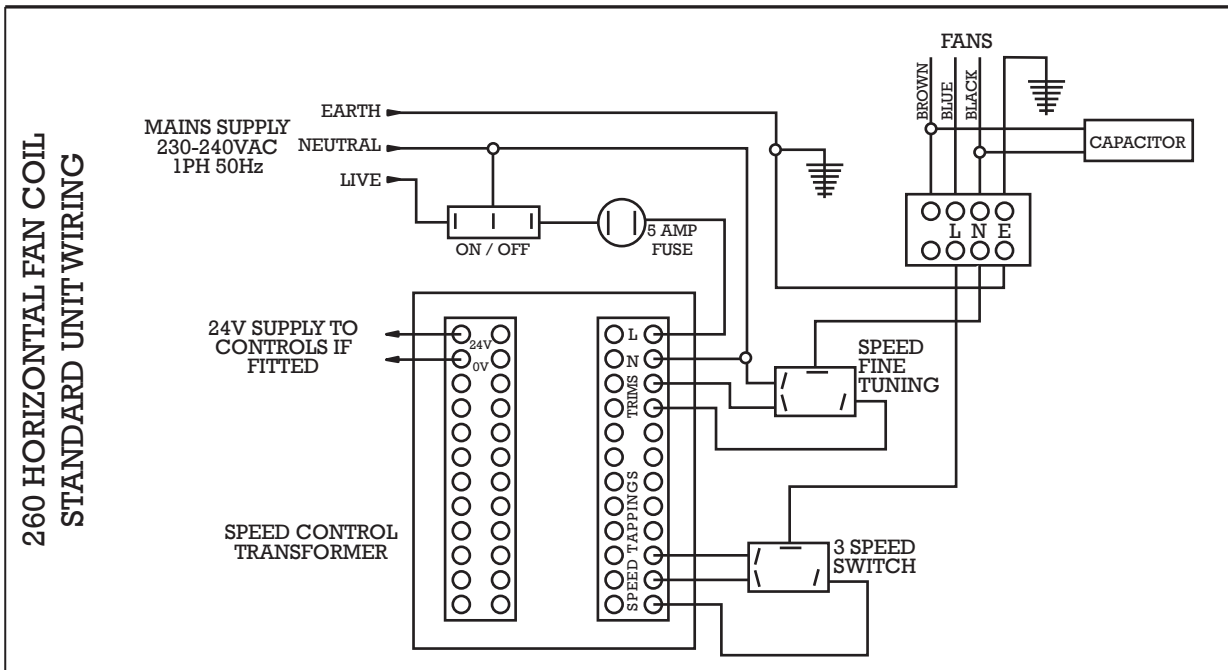 260 HORIZONTAL FAN COIL
STANDARD UNIT WIRING
MAINS SUPPLY
230-240VAC
1PH 50Hz
EARTH
NEUTRAL
LIVE
ON / OFF
5 AMP
FUSE
FANS
BROWN
BLUE
BLACK
CAPACITOR
L N E
24V SUPPLY TO
CONTROLS IF
FITTED
24V
0V
L
N
TRIMS
SPEED TAPPINGS
SPEED
FINE
TUNING
SPEED CONTROL
TRANSFORMER
3 SPEED
SWITCH